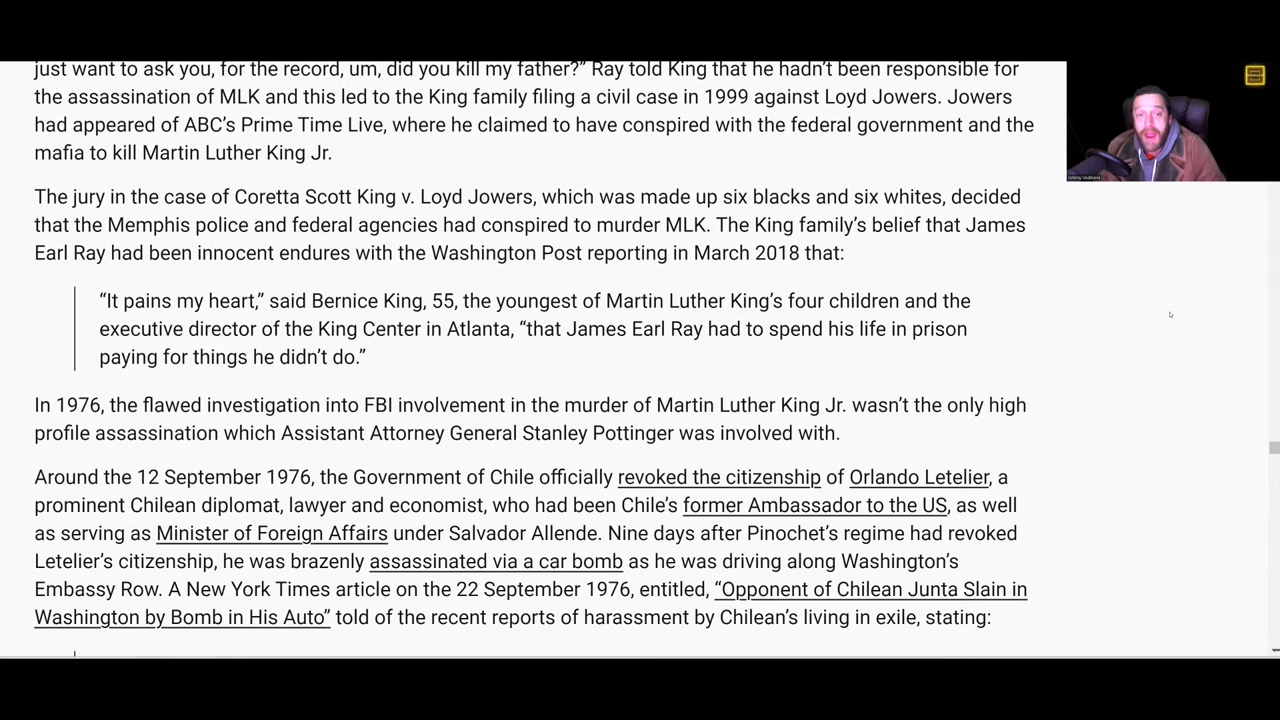 just want to ask you, for the record, um, did you kill my father?” Ray told King that he hadn’t been responsible for
the assassination of MLK and this led to the King family filing a civil case in 1999 against Loyd Jowers. Jowers
had appeared of ABC’s Prime Time Live, where he claimed to have conspired with the federal government and the
mafia to kill Martin Luther King Jr.
The jury in the case of Coretta Scott King v. Loyd Jowers, which was made up six blacks and six whites, decided
that the Memphis police and federal agencies had conspired to murder MLK. The King family’s belief that James
Earl Ray had been innocent endures with the Washington Post reporting in March 2018 that:
“It pains my heart,” said Bernice King, 55, the youngest of Martin Luther King’s four children and the
executive director of the King Center in Atlanta, “that James Earl Ray had to spend his life in prison
paying for things he didn’t do.”
In 1976, the flawed investigation into FBI involvement in the murder of Martin Luther King Jr. wasn’t the only high
profile assassination which Assistant Attorney General Stanley Pottinger was involved with.
Around the 12 September 1976, the Government of Chile officially revoked the citizenship of Orlando Letelier, a
prominent Chilean diplomat, lawyer and economist, who had been Chile’s former Ambassador to the US, as well
as serving as Minister of Foreign Affairs under Salvador Allende. Nine days after Pinochet’s regime had revoked
Letelier’s citizenship, he was brazenly assassinated via a car bomb as he was driving along Washington’s
Embassy Row. A New York Times article on the 22 September 1976, entitled, “Opponent of Chilean Junta Slain in
Washington by Bomb in His Auto” told of the recent reports of harassment by Chilean’s living in exile, stating:
Johnny Vedmore